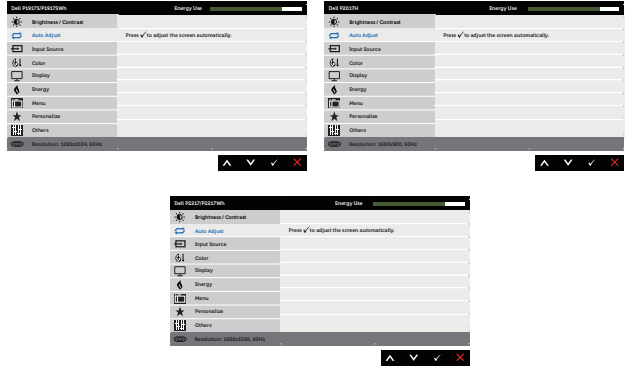 Dell P1917S/P1917SWh Energy Use
Brightness / Contrast
Auto Adjust Press ✓ to adjust the screen automatically.
Input Source
Color
Display
Energy
Menu
Personalize
Others
Resolution: 1280x1024, 60Hz
Dell P2017H Energy Use
Brightness / Contrast
Auto Adjust Press ✓ to adjust the screen automatically.
Input Source
Color
Display
Energy
Menu
Personalize
Others
Resolution: 1600x900, 60Hz
Dell P2217/P2217Wh Energy Use
Brightness / Contrast
Auto Adjust Press ✓ to adjust the screen automatically.
Input Source
Color
Display
Energy
Menu
Personalize
Others
Resolution: 1680x1050, 60Hz